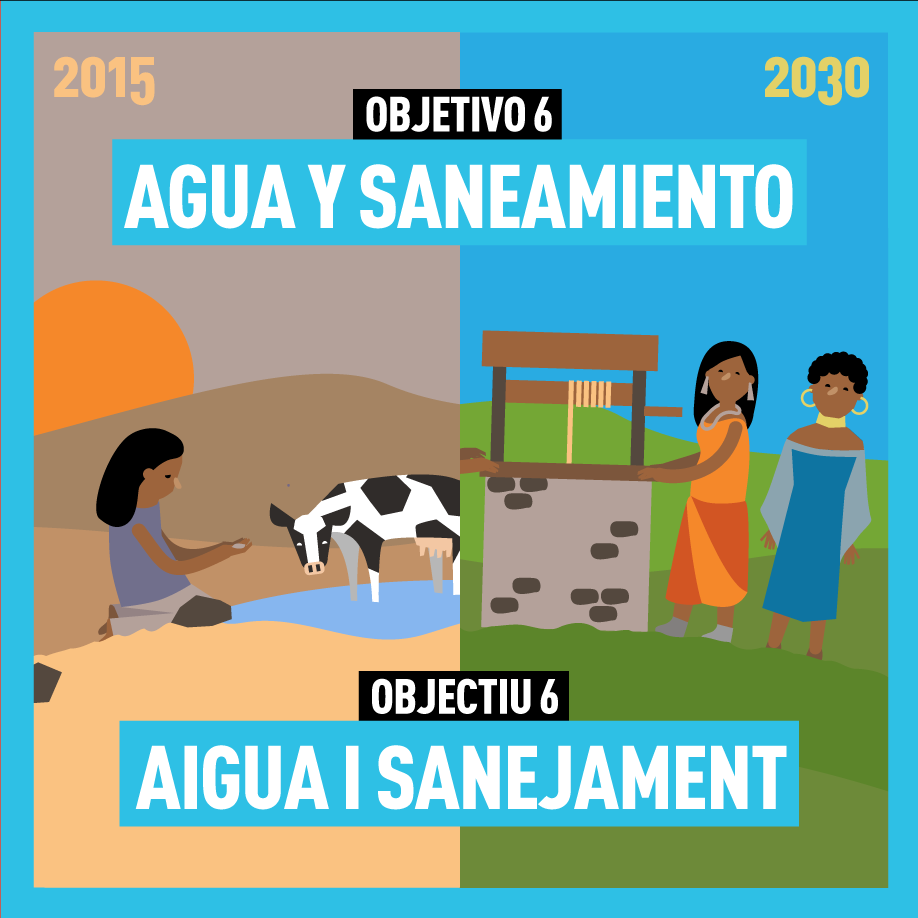 2015
2030
OBJETIVO 6
AGUA Y SANEAMIENTO
OBJECTIU 6
AIGUA I SANEJAMENT